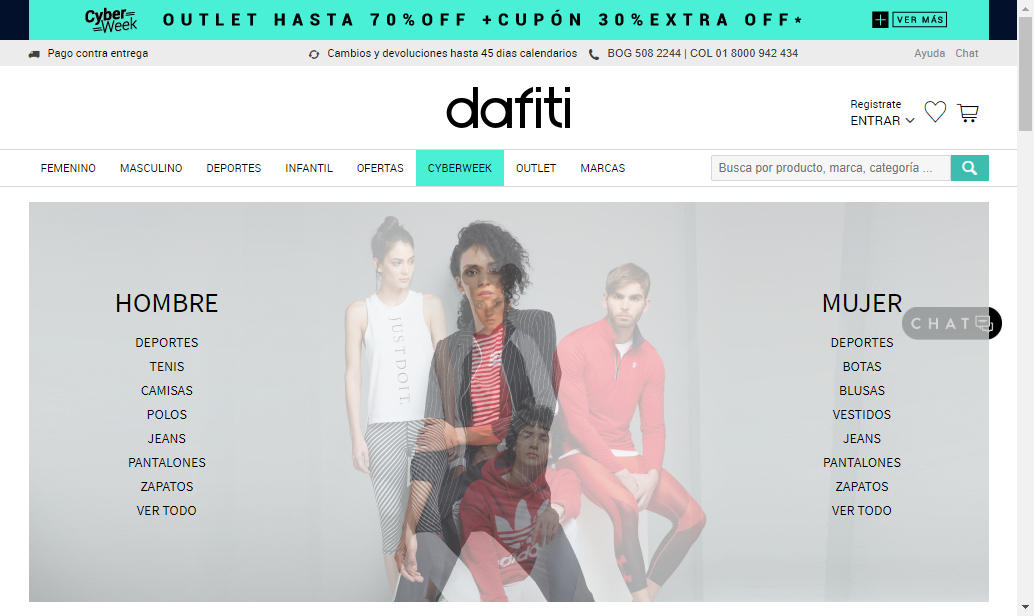 Cyber Week
OUTLET HASTA 70%OFF +CUPÓN 30%EXTRA OFF*
VER MÁS
Pago contra entrega
Cambios y devoluciones hasta 45 dias calendarios
BOG 508 2244 | COL 01 8000 942 434
Ayuda Chat
dafiti
Registrate
ENTRAR
FEMENINO MASCULINO DEPORTES INFANTIL OFERTAS CYBERWEEK OUTLET MARCAS
Busca por producto, marca, categoría ...
HOMBRE
DEPORTES
TENIS
CAMISAS
POLOS
JEANS
PANTALONES
ZAPATOS
VER TODO
JUST DO IT.
adidas
MUJER
CHAT
DEPORTES
BOTAS
BLUSAS
VESTIDOS
JEANS
PANTALONES
ZAPATOS
VER TODO